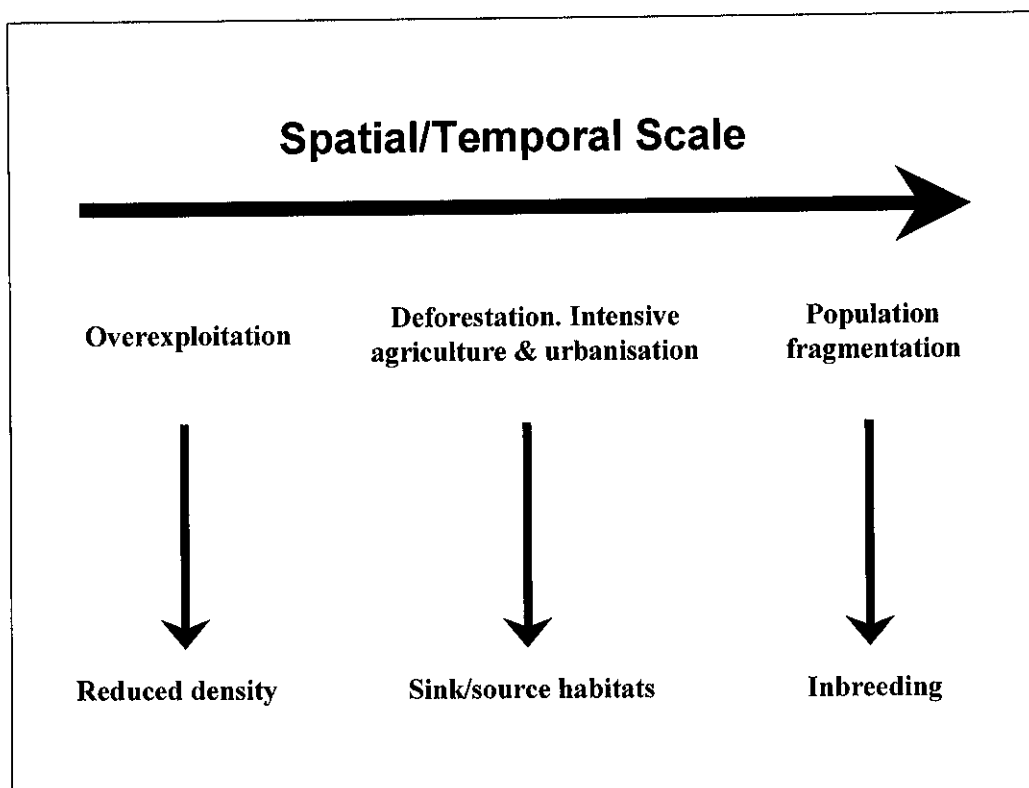 Spatial/Temporal Scale
Overexploitation
Deforestation. Intensive
agriculture & urbanisation
Population
fragmentation
Reduced density
Sink/source habitats
Inbreeding